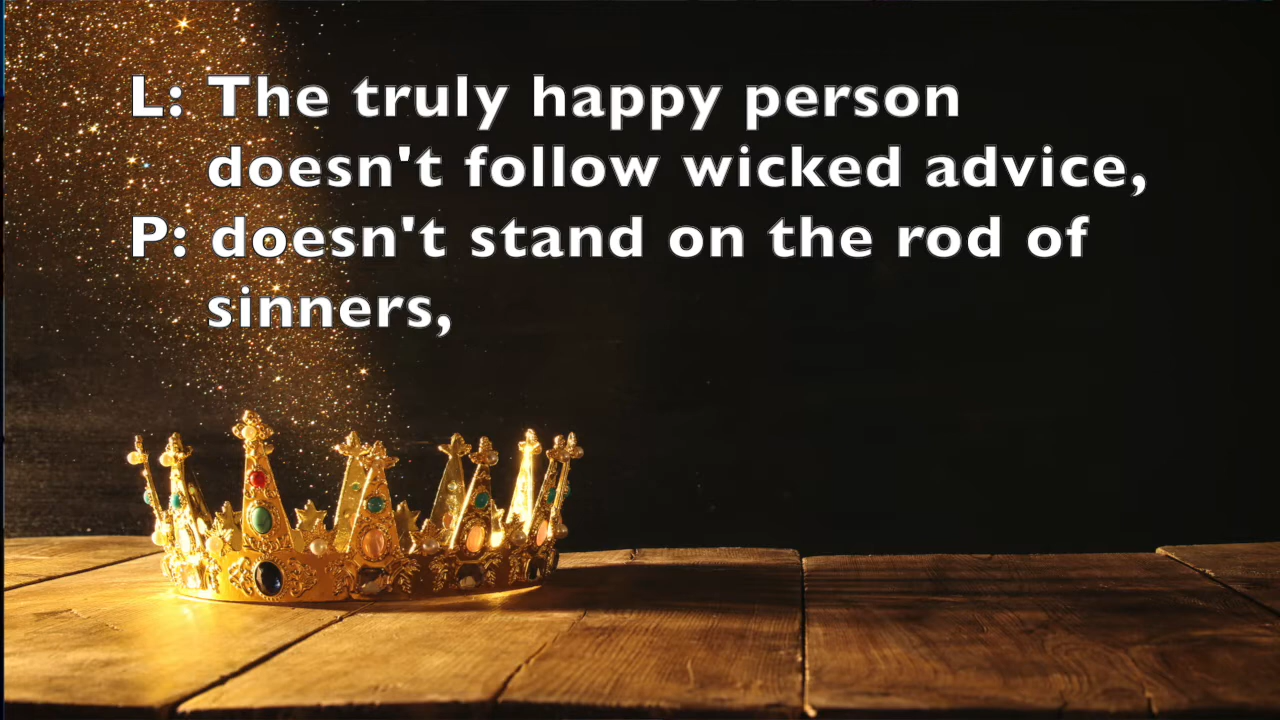 L: The truly happy person
doesn't follow wicked advice,
P: doesn't stand on the rod of
sinners,